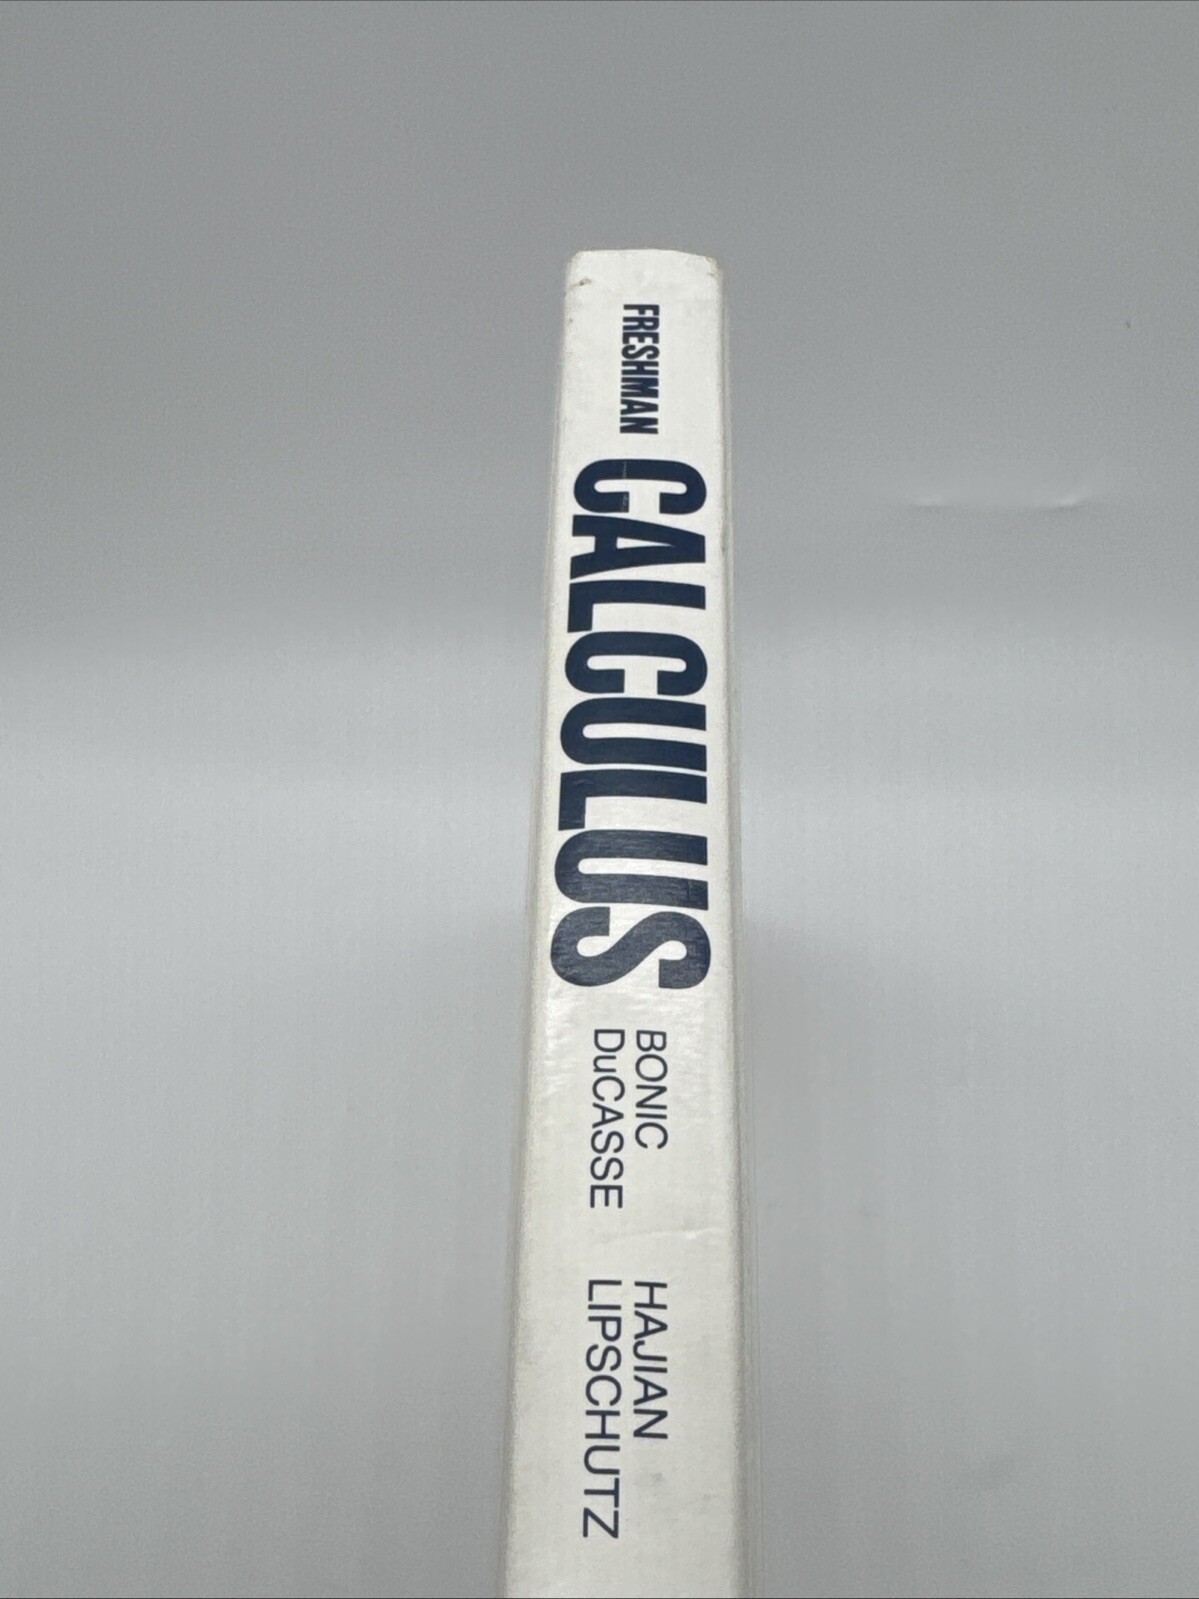 FRESHMAN
CALCULUS
BONIC
DuCASSE
HAJIAN
LIPSCHUTZ